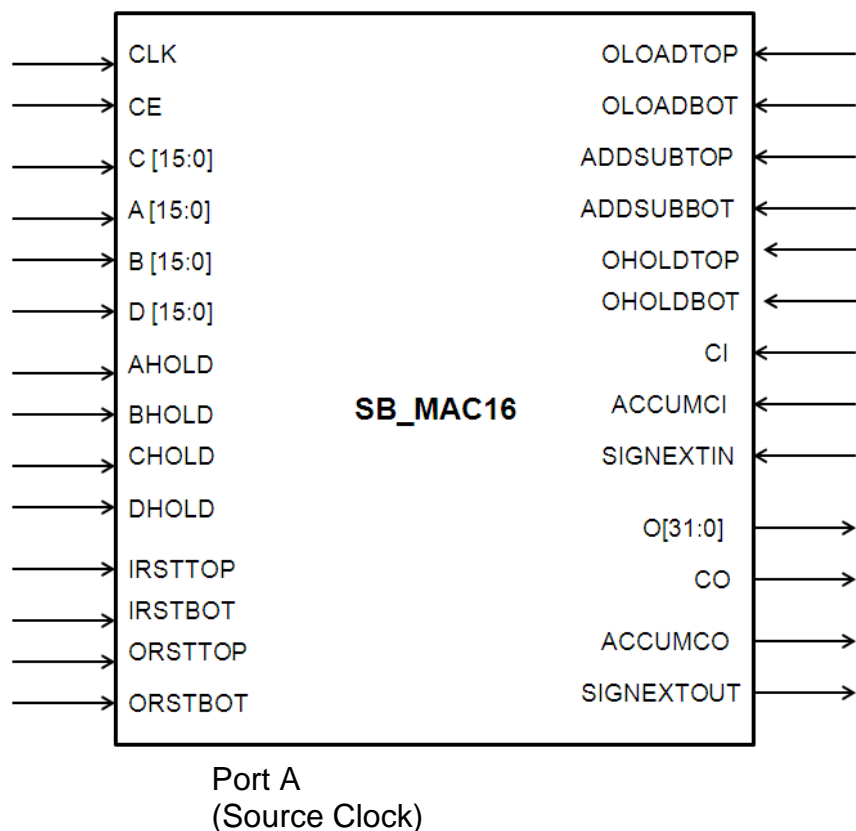 CLK
CE
C [15:0]
A [15:0]
B [15:0]
D [15:0]
AHOLD
BHOLD
CHOLD
DHOLD
IRSTTOP
IRSTBOT
ORSTTOP
ORSTBOT
SB_MAC16
OLOADTOP
OLOADBOT
ADDSUBTOP
ADDSUBBOT
OHOLDTOP
OHOLDBOT
CI
ACCUMCI
SIGNEXTIN
O[31:0]
CO
ACCUMCO
SIGNEXTOUT
Port A
(Source Clock)